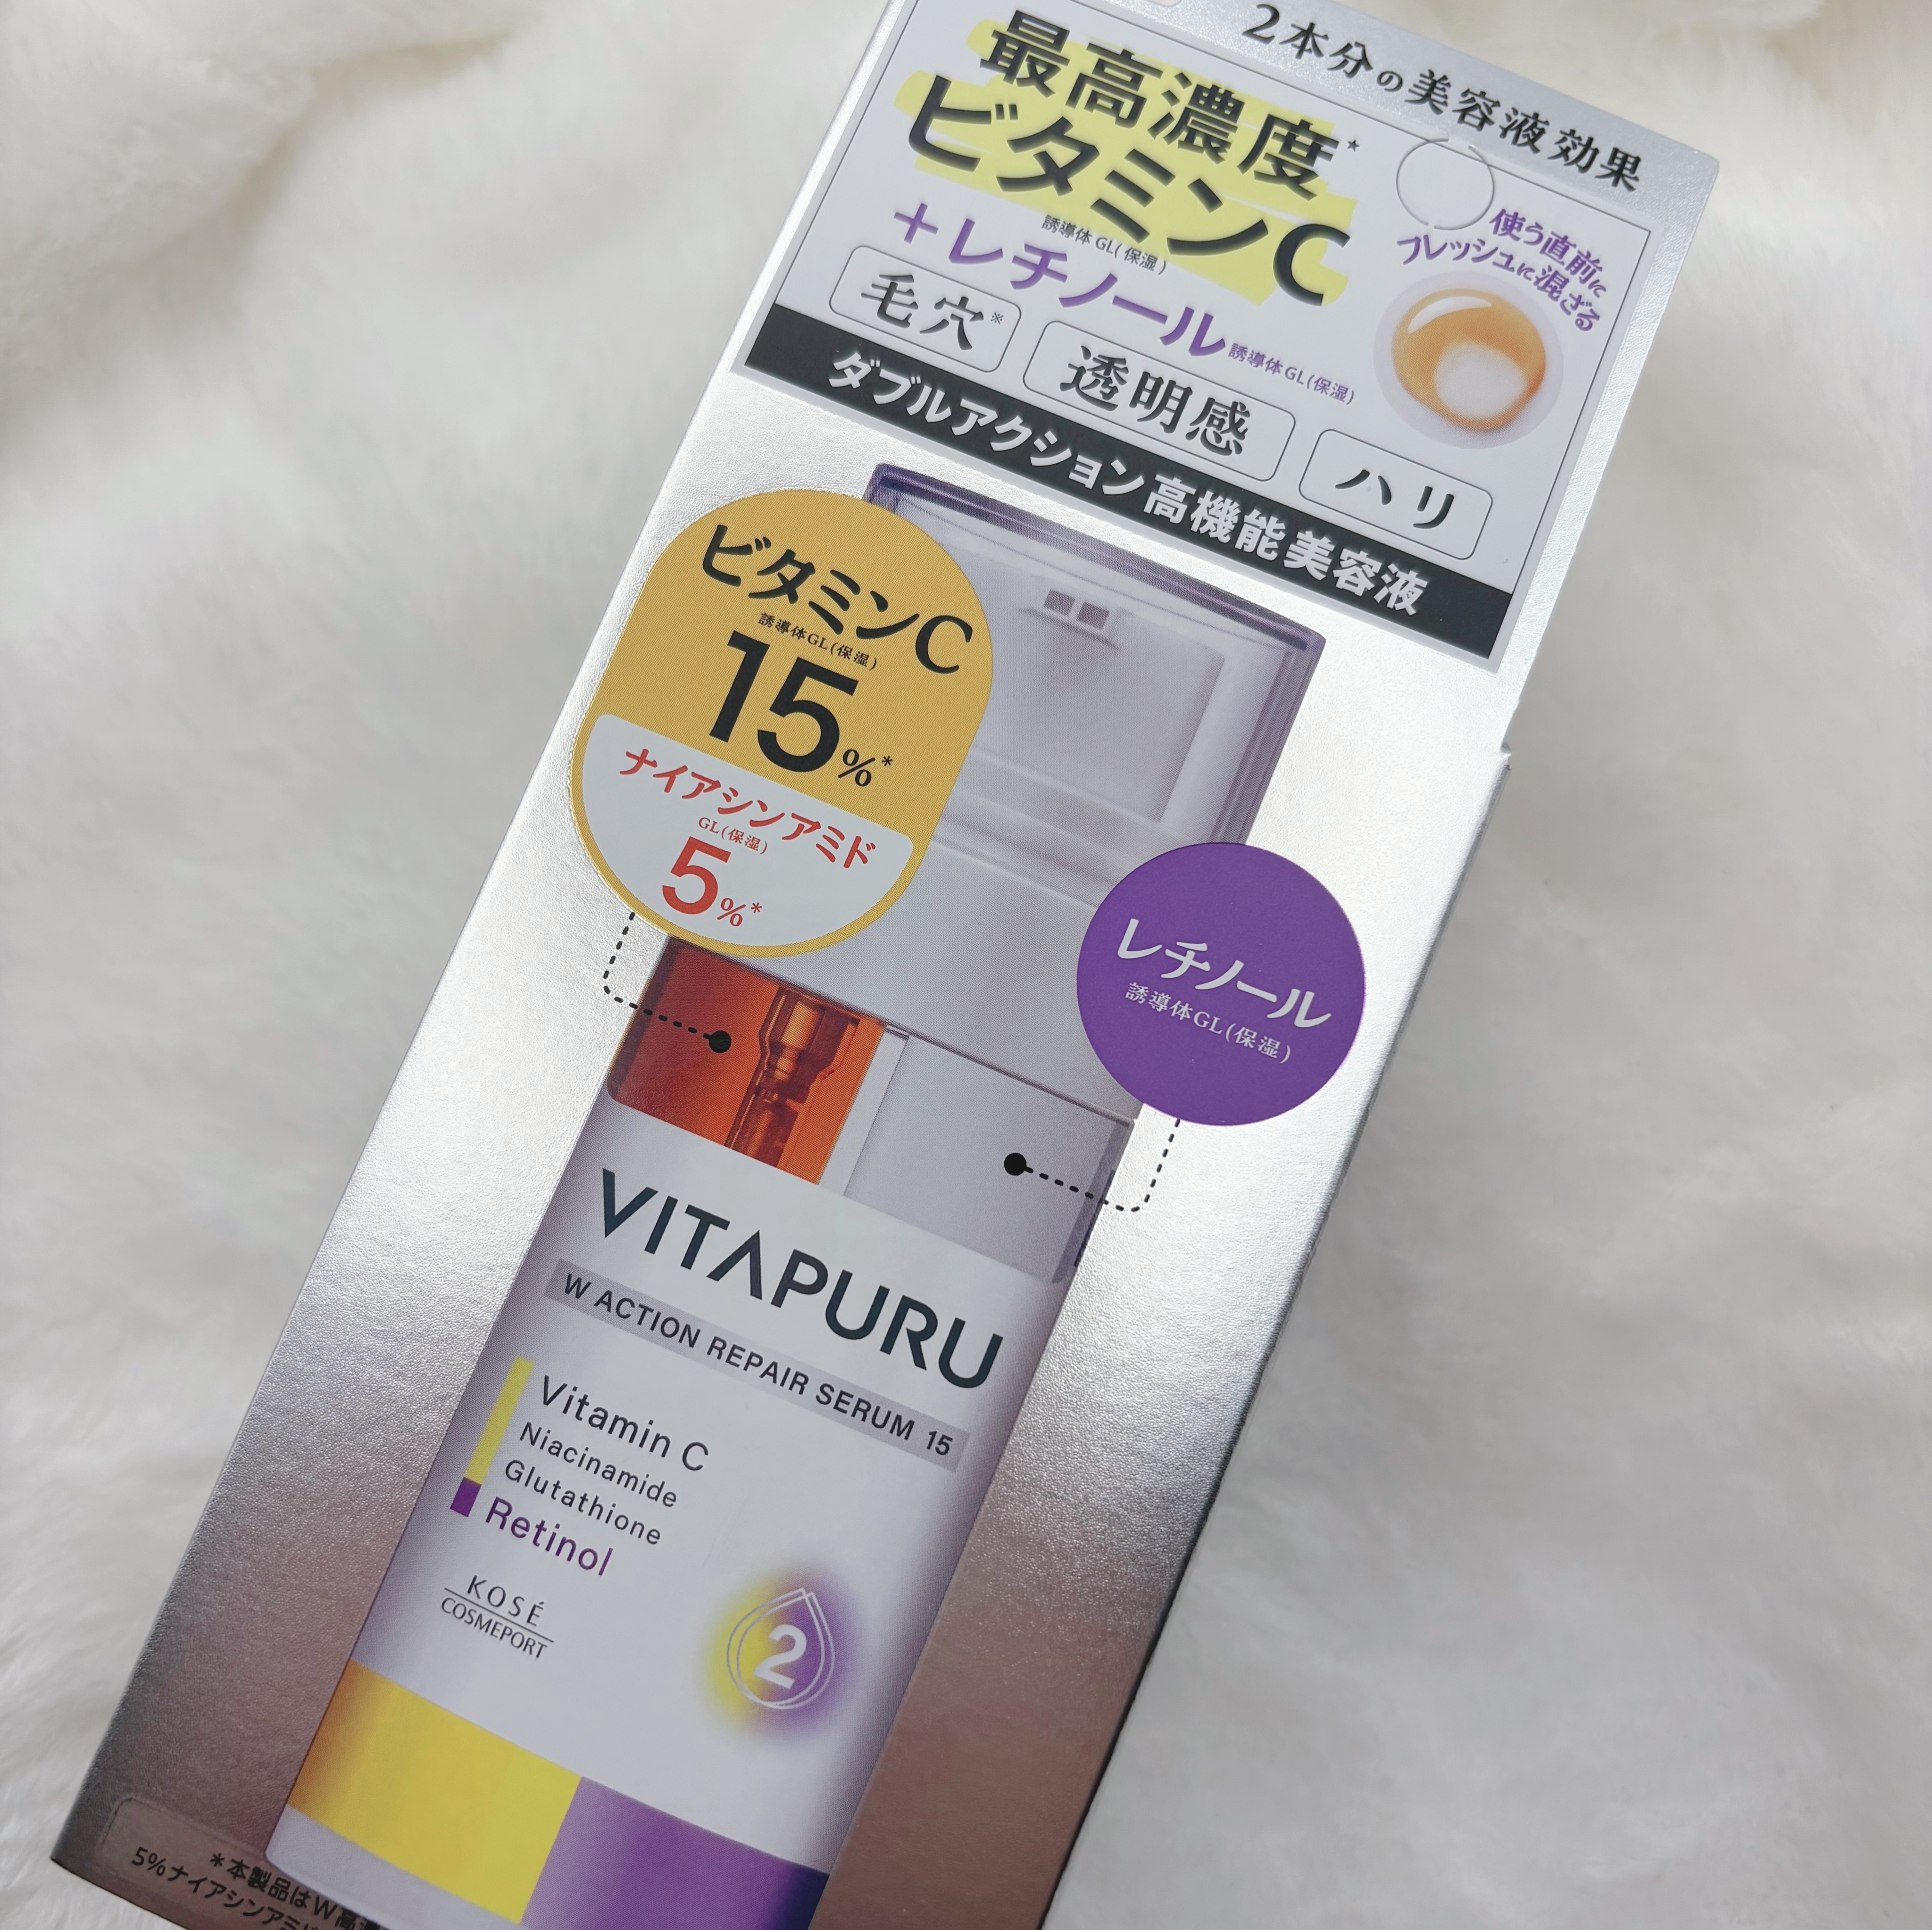 2本分の美容液効果
最高濃度★
ビタミンC
誘導体GL(保湿)
+レチノール誘導体GL(保湿)
使う直前に
フレッシュに混ざる
毛穴※
透明感
ハリ
ダブルアクション高機能美容液
ビタミンC
誘導体GL(保湿)
15%*
ナイアシンアミド
GL(保湿)
5%*
レチノール
誘導体GL(保湿)
VITAPURU
W ACTION REPAIR SERUM 15
Vitamin C
Niacinamide
Glutathione
Retinol
KOSÉ
COSMEPORT
2
*本製品はW高濃
5%ナイアシンアミ